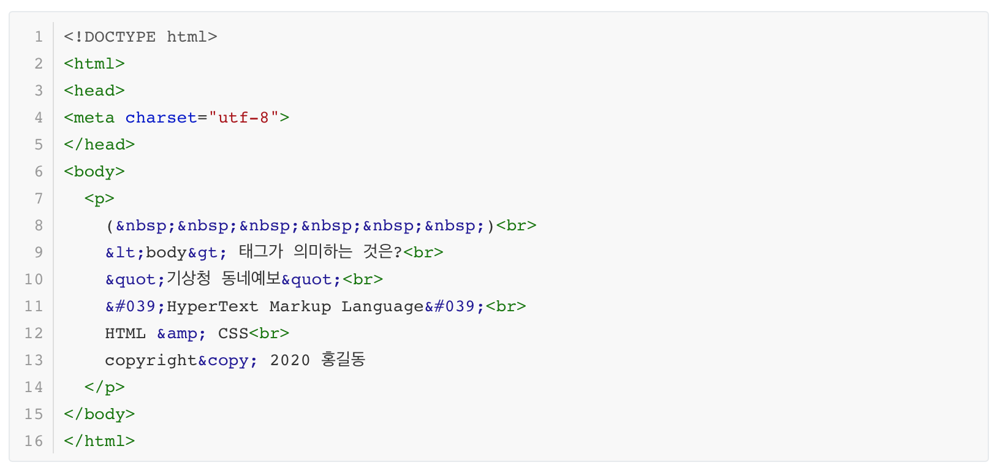 1 <!DOCTYPE html>
2 <html>
3 <head>
4 <meta charset="utf-8">
5 </head>
6 <body>
7   <p>
8     (&nbsp;&nbsp;&nbsp;&nbsp;&nbsp;&nbsp;)<br>
9     &lt;body&gt; 태그가 의미하는 것은?<br>
10     &quot;기상청 동네예보&quot;<br>
11     &#039;HyperText Markup Language&#039;<br>
12     HTML &amp; CSS<br>
13     copyright&copy; 2020 홍길동
14   </p>
15 </body>
16 </html>